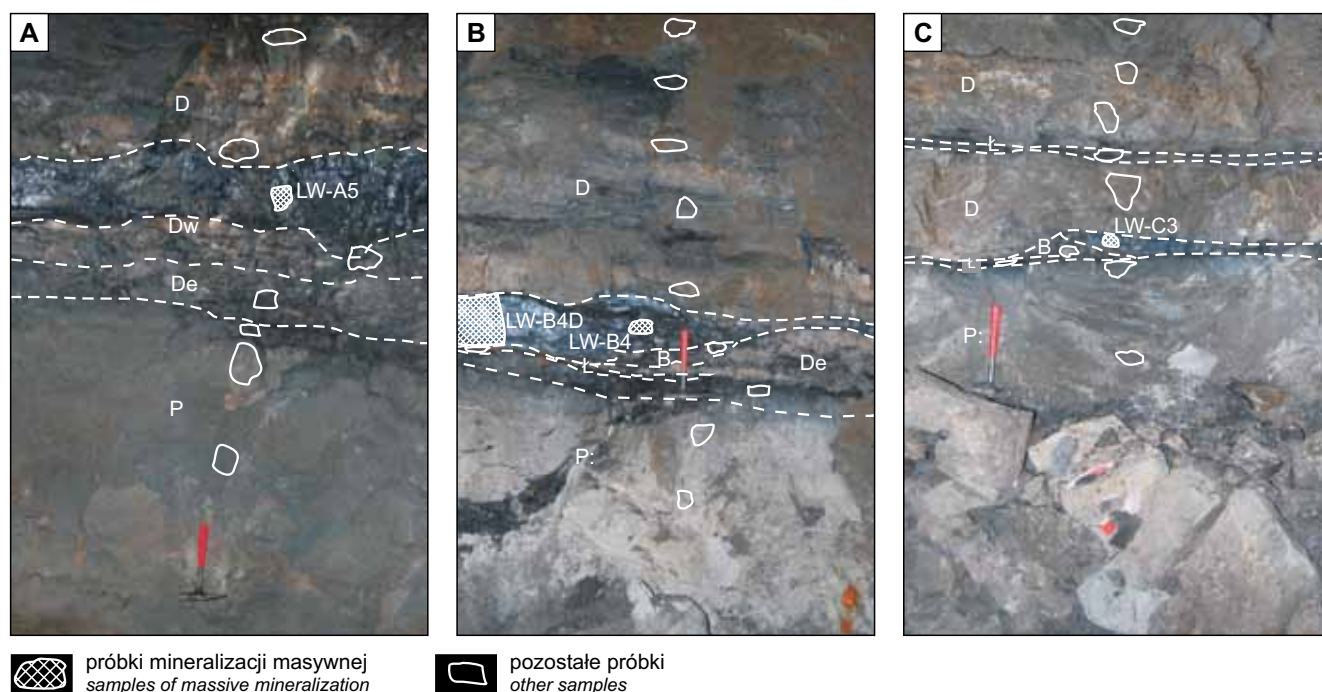 A
D
LW-A5
Dw
De
P
B
D
LW-B4D
LW-B4
B
Ł
De
P:
C
D
Ł
D
LW-C3
B
Ł
P:
próbki mineralizacji masywnej
samples of massive mineralization
pozostałe próbki
other samples